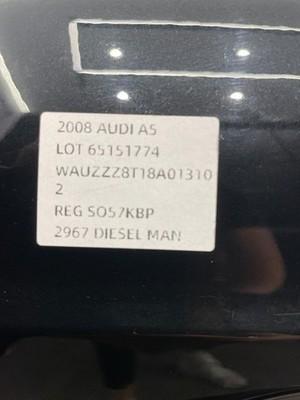 2008 AUDI A5
LOT 65151774
WAUZZZ8T18A01310
2
REG SO57KBP
2967 DIESEL MAN